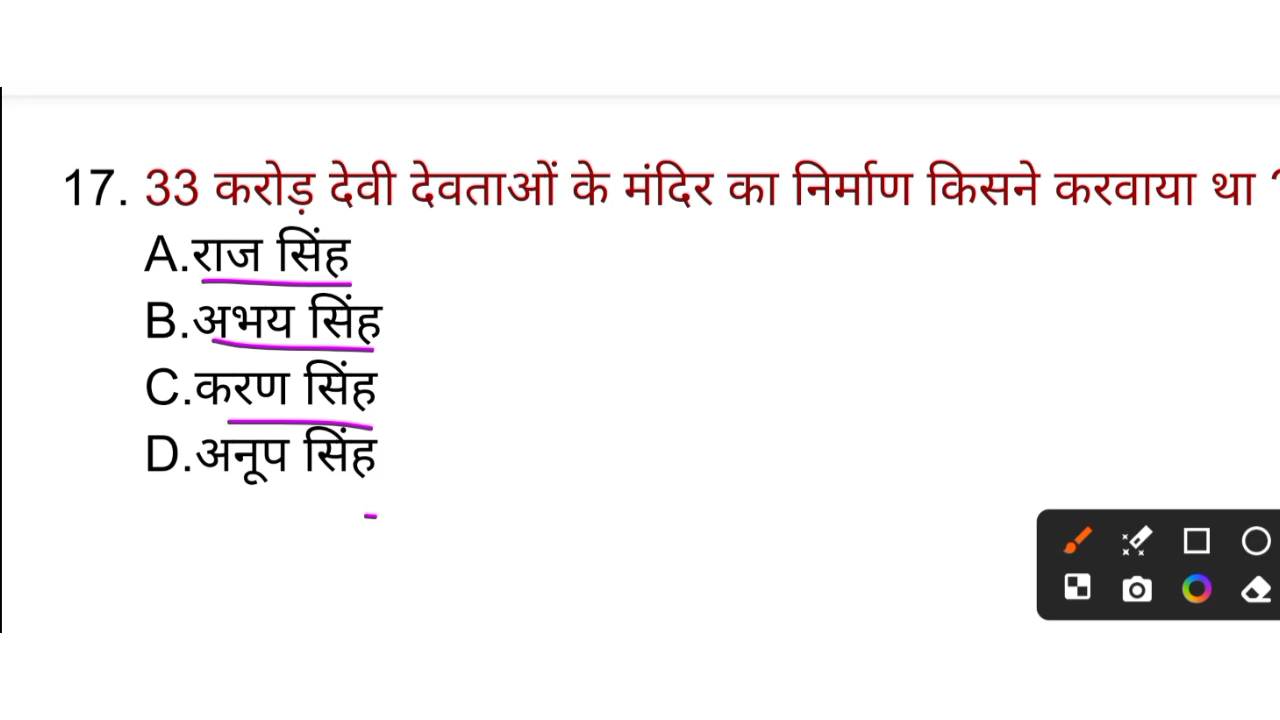 17. 33 करोड़ देवी देवताओं के मंदिर का निर्माण किसने करवाया था ?
A.राज सिंह
B.अभय सिंह
C.करण सिंह
D.अनूप सिंह